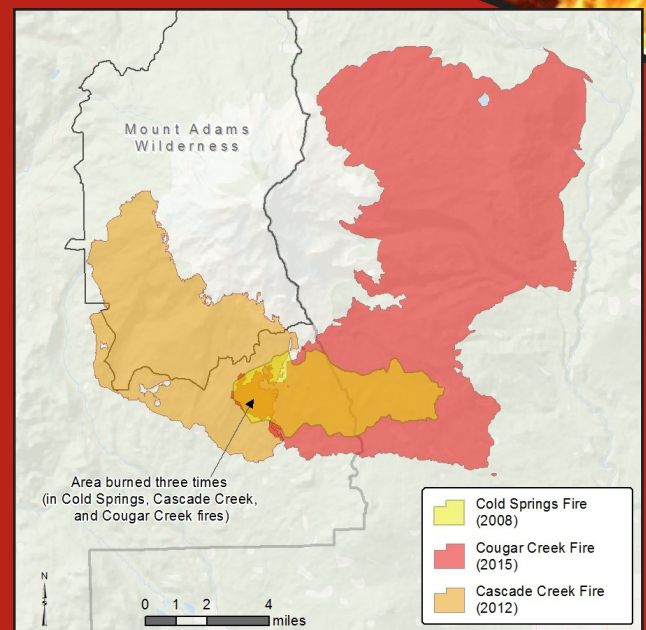 Mount Adams
Wilderness
Area burned three times
(in Cold Springs, Cascade Creek,
and Cougar Creek fires)
Cold Springs Fire
(2008)
Cougar Creek Fire
(2015)
Cascade Creek Fire
(2012)
N
0 1 2 4
miles